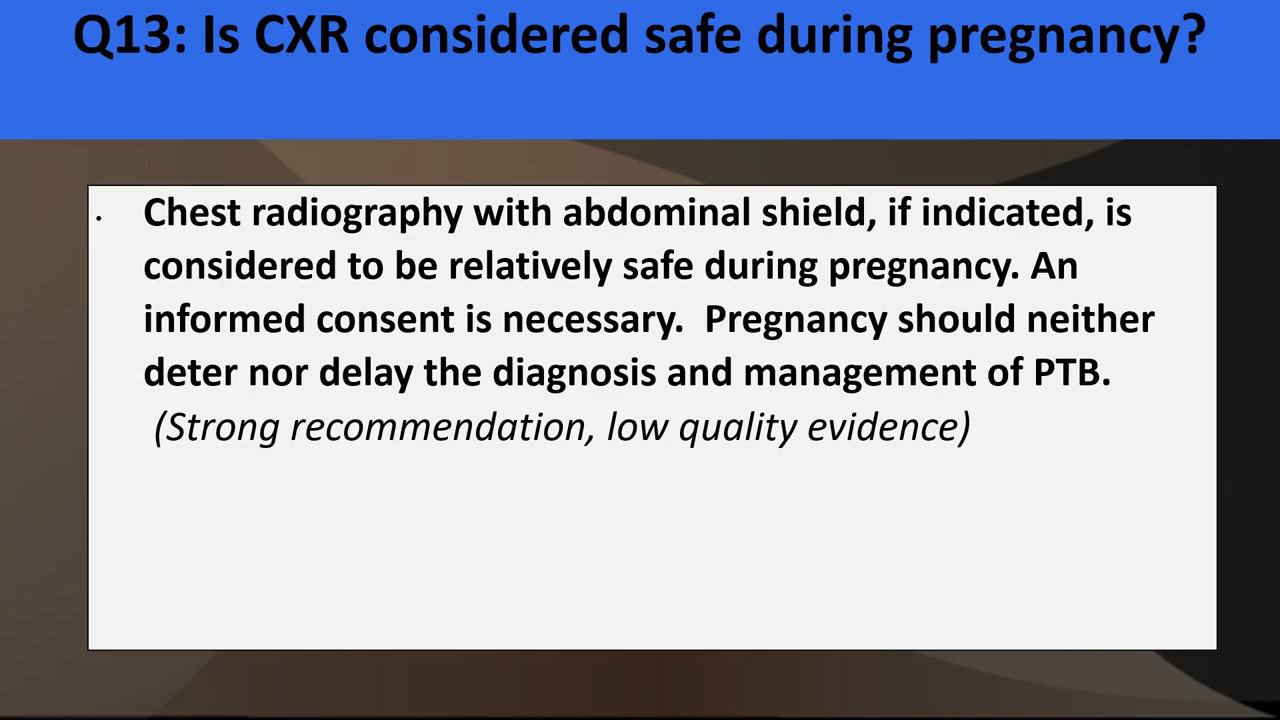 Q13: Is CXR considered safe during pregnancy?
• Chest radiography with abdominal shield, if indicated, is
considered to be relatively safe during pregnancy. An
informed consent is necessary.  Pregnancy should neither
deter nor delay the diagnosis and management of PTB.
(Strong recommendation, low quality evidence)